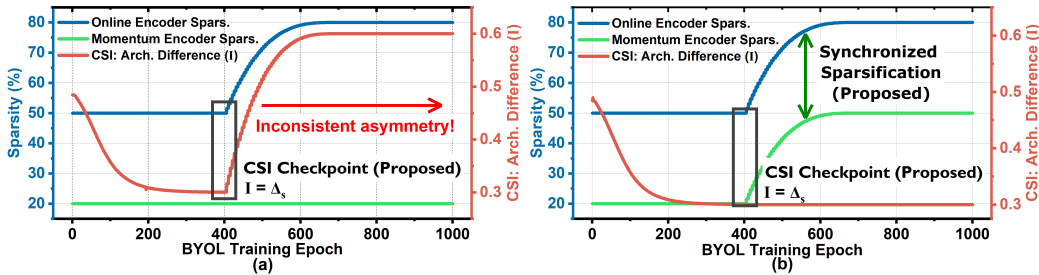 Online Encoder Spars.
Momentum Encoder Spars.
CSI: Arch. Difference (I)
Inconsistent asymmetry!
CSI Checkpoint (Proposed)
I = Δs
80
70
60
50
40
30
20
Sparsity (%)
0.6
0.5
0.4
0.3
CSI: Arch. Difference (I)
0 200 400 600 800 1000
BYOL Training Epoch
(a)
Online Encoder Spars.
Momentum Encoder Spars.
CSI: Arch. Difference (I)
Synchronized
Sparsification
(Proposed)
CSI Checkpoint (Proposed)
I = Δs
80
70
60
50
40
30
20
Sparsity (%)
0.6
0.5
0.4
0.3
CSI: Arch. Difference (I)
0 200 400 600 800 1000
BYOL Training Epoch
(b)